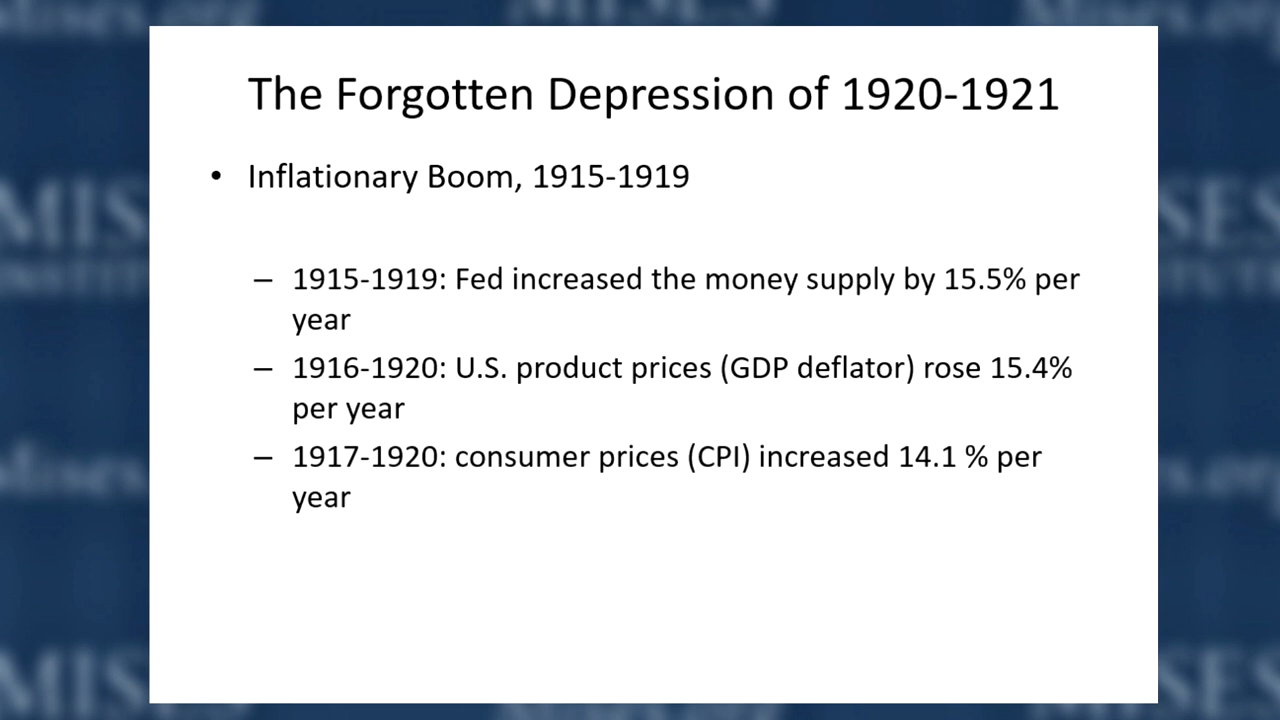 The Forgotten Depression of 1920-1921
• Inflationary Boom, 1915-1919
– 1915-1919: Fed increased the money supply by 15.5% per
year
– 1916-1920: U.S. product prices (GDP deflator) rose 15.4%
per year
– 1917-1920: consumer prices (CPI) increased 14.1 % per
year